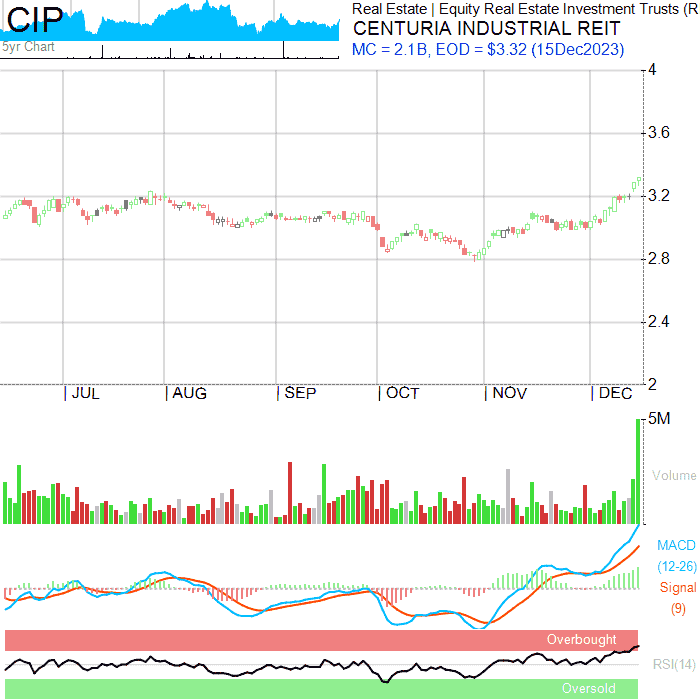 CIP
5yr Chart
Real Estate | Equity Real Estate Investment Trusts (R
CENTURIA INDUSTRIAL REIT
MC = 2.1B, EOD = $3.32 (15Dec2023)
4
3.6
3.2
2.8
2.4
2
| JUL | AUG | SEP | OCT | NOV | DEC
5M
Volume
MACD
(12-26)
Signal
(9)
Overbought
RSI(14)
Oversold